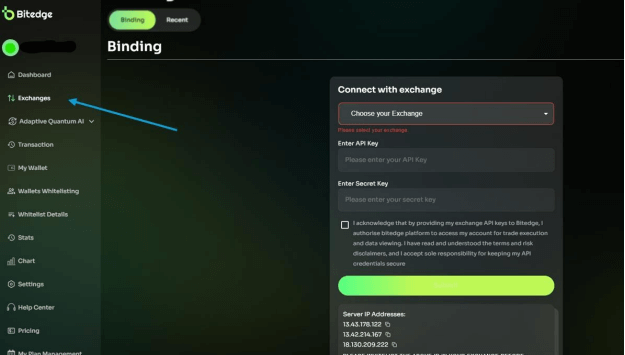 Bitedge
Binding Recent
Binding
Dashboard
Exchanges
Adaptive Quantum AI
Transaction
My Wallet
Wallets Whitelisting
Whitelist Details
Stats
Chart
Settings
Help Center
Pricing
My Plan Management
Connect with exchange
Choose your Exchange
Please select your exchange
Enter API Key
Please enter your API Key
Enter Secret Key
Please enter your secret key
I acknowledge that by providing my exchange API keys to Bitedge, I
authorise bitedge platform to access my account for trade execution
and data viewing. I have read and understood the terms and risk
disclaimers, and I accept sole responsibility for keeping my API
credentials secure
Server IP Addresses:
13.43.178.122
13.42.214.167
18.130.209.222